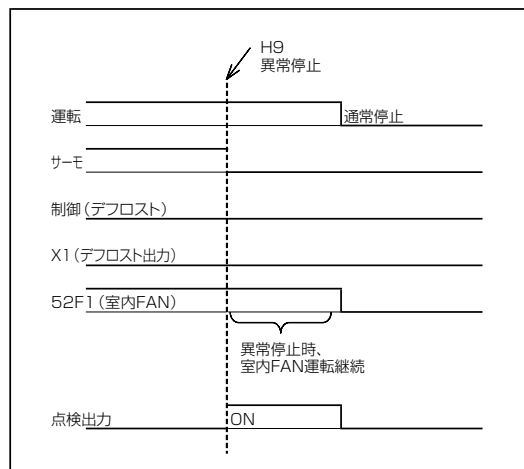 H9
異常停止
運転
通常停止
サーモ
制御(デフロスト)
X1(デフロスト出力)
52F1(室内FAN)
異常停止時、
室内FAN運転継続
点検出力
ON